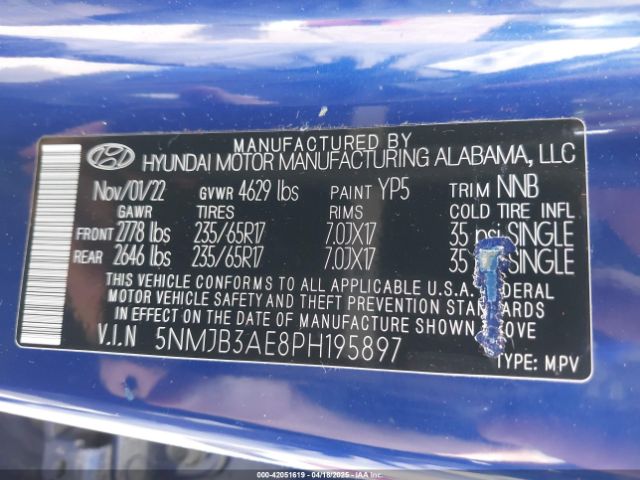 MANUFACTURED BY
HYUNDAI MOTOR MANUFACTURING ALABAMA, LLC
Nov/01/22 GVWR 4629 lbs PAINT YP5 TRIM NNB
GAWR TIRES RIMS COLD TIRE INFL
FRONT 2778 lbs 235/65R17 7.0JX17 35 psi SINGLE
REAR 2646 lbs 235/65R17 7.0JX17 35 SINGLE
THIS VEHICLE CONFORMS TO ALL APPLICABLE U.S.A. FEDERAL
MOTOR VEHICLE SAFETY AND THEFT PREVENTION STANDARDS
IN EFFECT ON THE DATE OF MANUFACTURE SHOWN ABOVE
V.I.N 5NMJB3AE8PH195897
TYPE: MPV
000-42051619 - 04/18/2025 - IAA Inc.